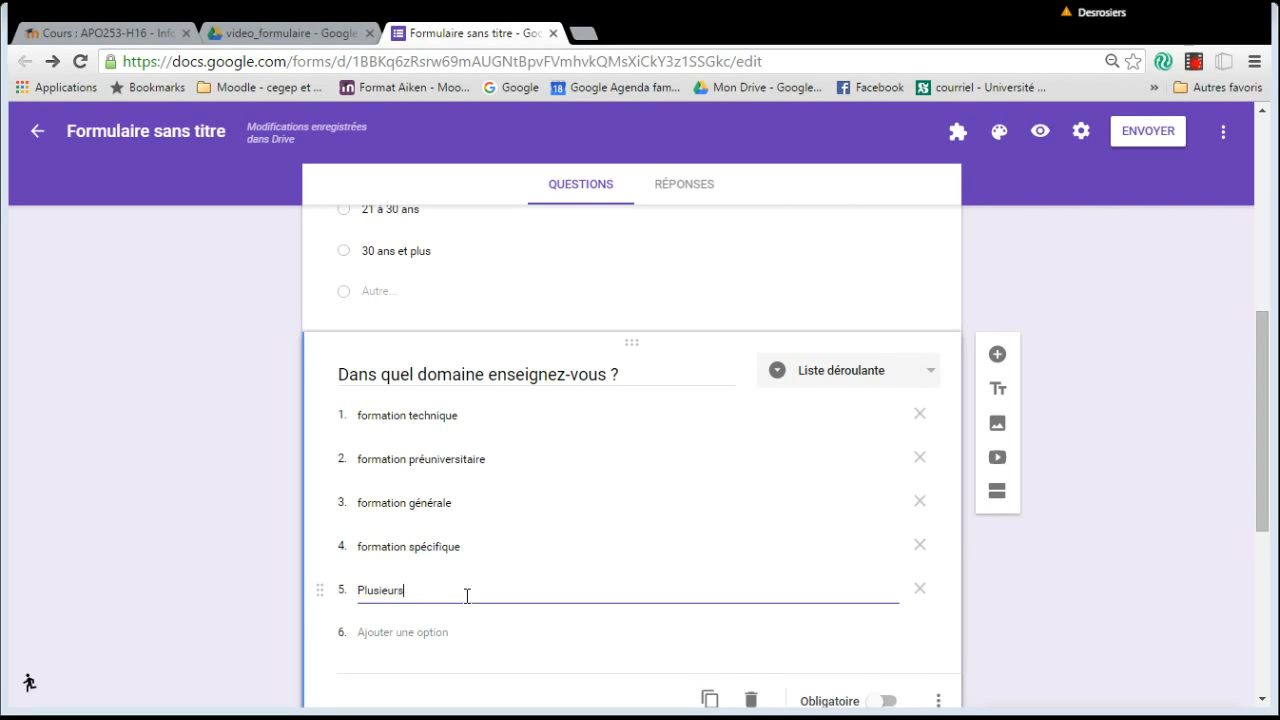 Desrosiers
Cours : APO253-H16 - Info
video_formulaire - Google
Formulaire sans titre - Goo
https://docs.google.com/forms/d/1BBKq6zRsrw69mAUGNtBpvFVmhvkQMsXiCkY3z1SSGkc/edit
Applications Bookmarks Moodle - cegep et ... Format Aiken - Moo... Google Google Agenda fam... Mon Drive - Google... Facebook courriel - Université ... » Autres favoris
Formulaire sans titre
Modifications enregistrées
dans Drive
ENVOYER
QUESTIONS RÉPONSES
21 à 30 ans
30 ans et plus
Autre...
Dans quel domaine enseignez-vous ?
Liste déroulante
1. formation technique
2. formation préuniversitaire
3. formation générale
4. formation spécifique
5. Plusieurs
6. Ajouter une option
Obligatoire